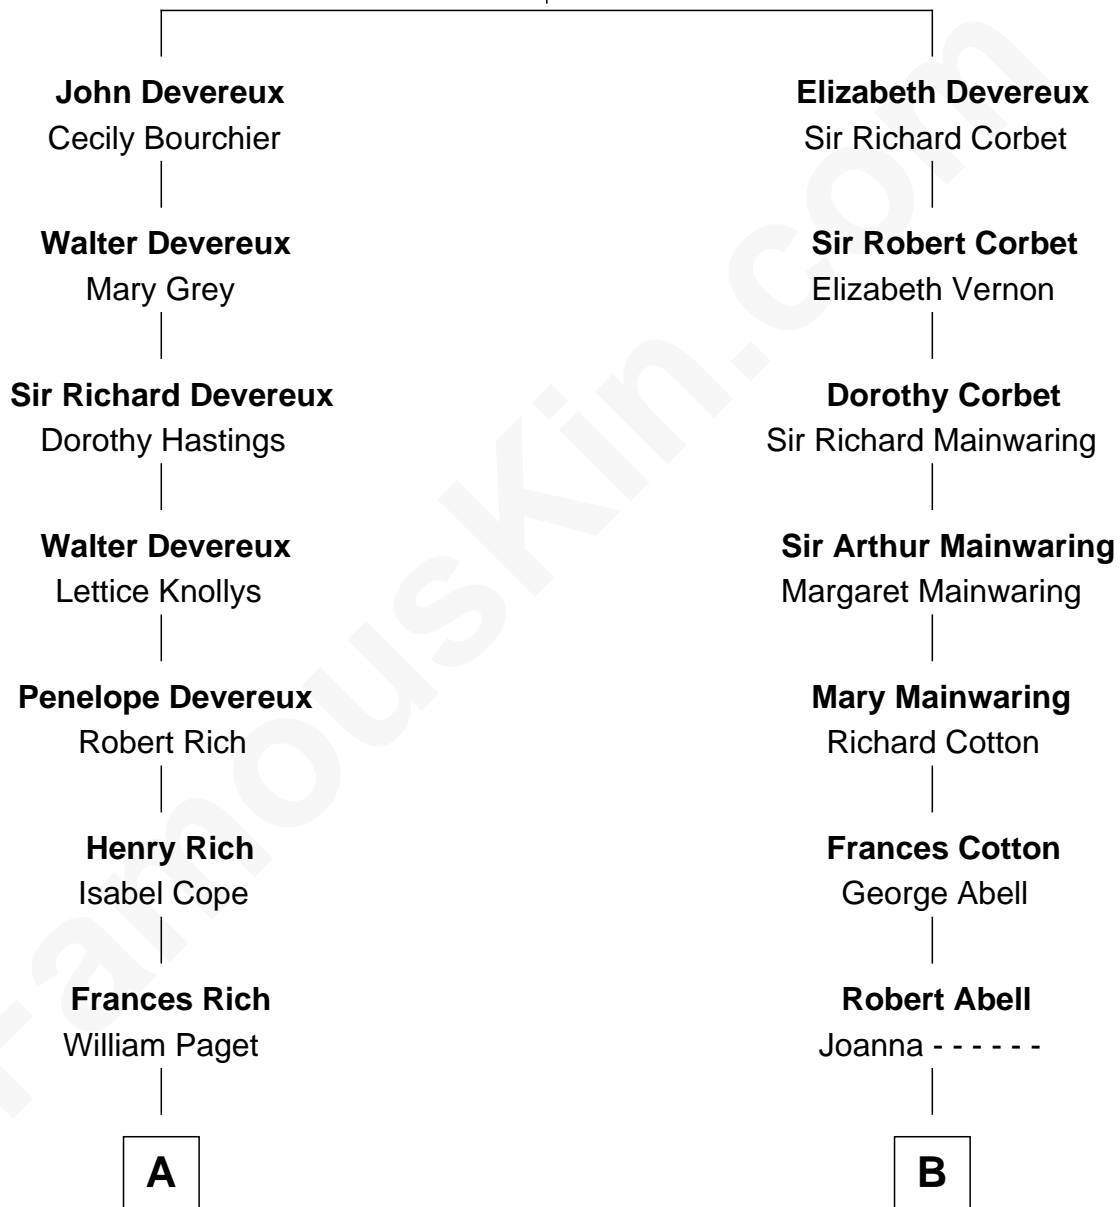 John Devereux
Cecily Bourchier
Walter Devereux
Mary Grey
Sir Richard Devereux
Dorothy Hastings
Walter Devereux
Lettice Knollys
Penelope Devereux
Robert Rich
Henry Rich
Isabel Cope
Frances Rich
William Paget
A
Elizabeth Devereux
Sir Richard Corbet
Sir Robert Corbet
Elizabeth Vernon
Dorothy Corbet
Sir Richard Mainwaring
Sir Arthur Mainwaring
Margaret Mainwaring
Mary Mainwaring
Richard Cotton
Frances Cotton
George Abell
Robert Abell
Joanna - - - - - -
B
FamousKin.com